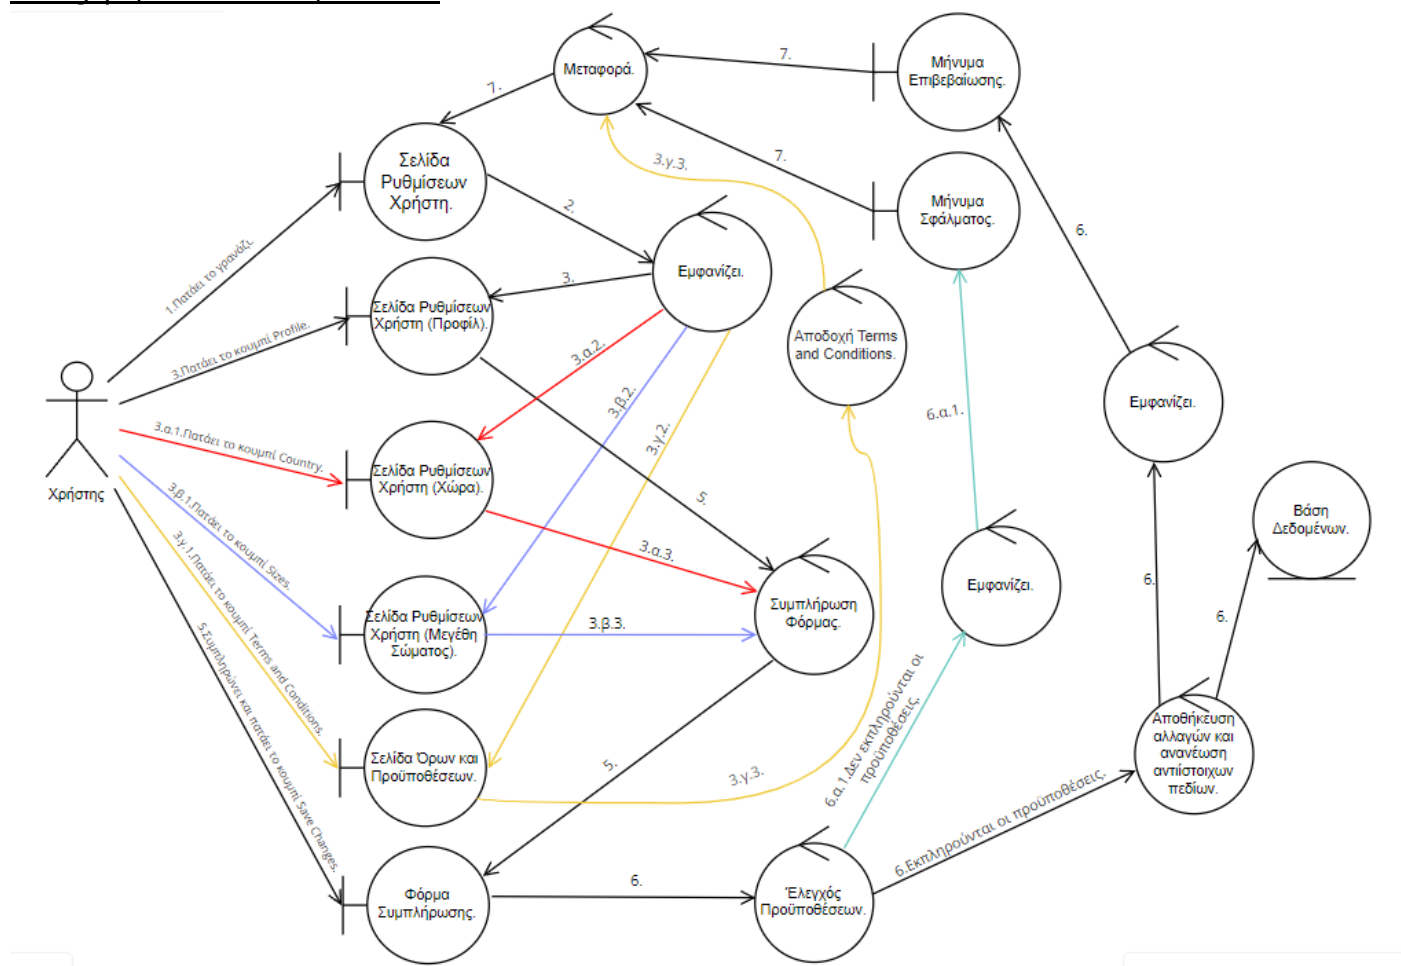 7.
Μεταφορά.
7.
Μήνυμα
Επιβεβαίωσης.
Σελίδα
Ρυθμίσεων
Χρήστη.
3.γ.3.
7.
Μήνυμα
Σφάλματος.
2.
6.
1.Πατάει το γρανάζι.
Εμφανίζει.
3.
Σελίδα Ρυθμίσεων
Χρήστη (Προφίλ).
3.Πατάει το κουμπί Profile.
Αποδοχή Terms
and Conditions.
3.α.2.
3.β.2.
3.γ.2.
6.α.1.
Εμφανίζει.
Χρήστης
3.α.1.Πατάει το κουμπί Country.
Σελίδα Ρυθμίσεων
Χρήστη (Χώρα).
5.
3.α.3.
Βάση
Δεδομένων.
3.β.1.Πατάει το κουμπί Sizes.
3.γ.1.Πατάει το κουμπί Terms and Conditions.
5.Συμπληρώνει και πατάει το κουμπί Save Changes.
Σελίδα Ρυθμίσεων
Χρήστη (Μεγέθη
Σώματος).
3.β.3.
Συμπλήρωση
Φόρμας.
Εμφανίζει.
6.
6.
Σελίδα Όρων και
Προϋποθέσεων.
5.
3.γ.3.
6.α.1.Δεν εκπληρούνται οι
προϋποθέσεις.
Αποθήκευση
αλλαγών και
ανανέωση
αντιίστοιχων
πεδίων.
6.Εκπληρούνται οι προϋποθέσεις.
Φόρμα
Συμπλήρωσης.
6.
Έλεγχός
Προϋποθέσεων.